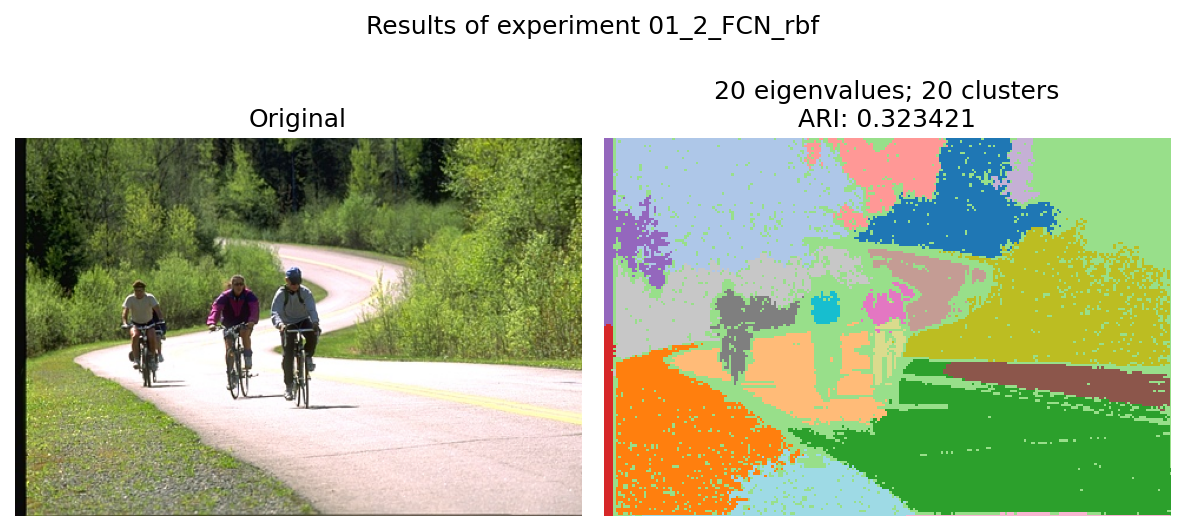 Results of experiment 01_2_FCN_rbf
Original
20 eigenvalues; 20 clusters
ARI: 0.323421